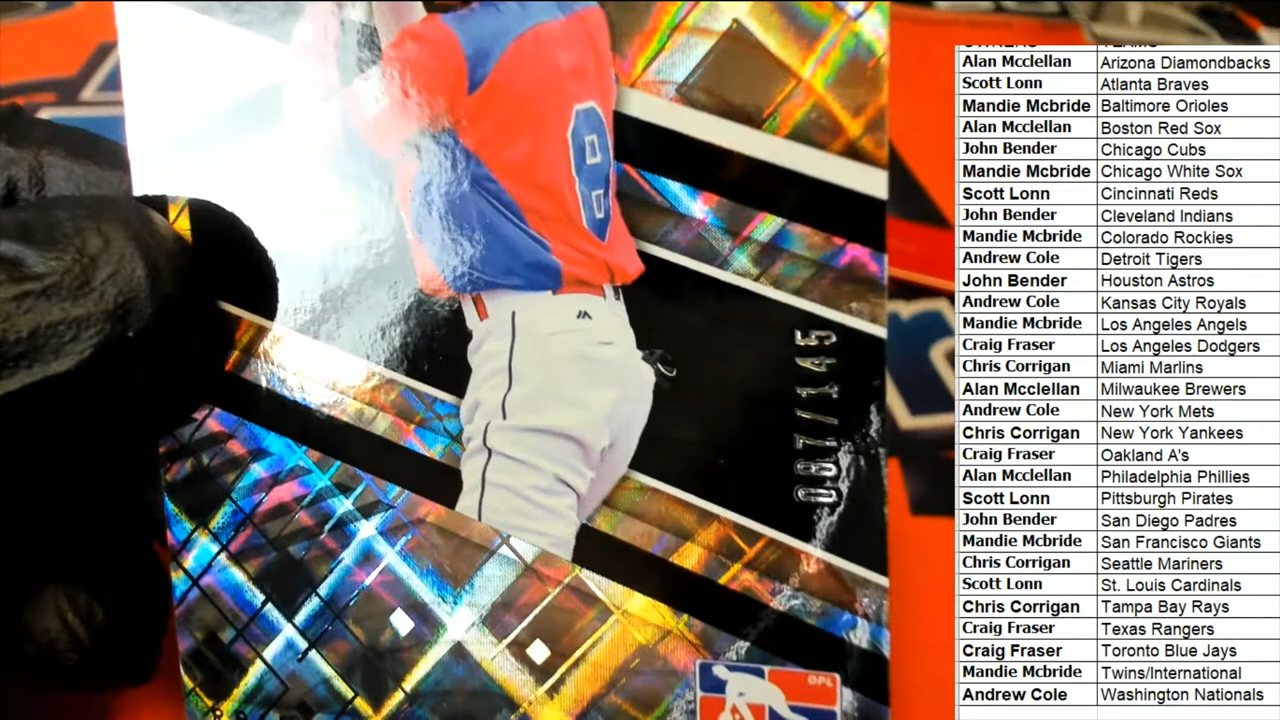 8
007/145
DPL
Alan Mcclellan Arizona Diamondbacks
Scott Lonn Atlanta Braves
Mandie Mcbride Baltimore Orioles
Alan Mcclellan Boston Red Sox
John Bender Chicago Cubs
Mandie Mcbride Chicago White Sox
Scott Lonn Cincinnati Reds
John Bender Cleveland Indians
Mandie Mcbride Colorado Rockies
Andrew Cole Detroit Tigers
John Bender Houston Astros
Andrew Cole Kansas City Royals
Mandie Mcbride Los Angeles Angels
Craig Fraser Los Angeles Dodgers
Chris Corrigan Miami Marlins
Alan Mcclellan Milwaukee Brewers
Andrew Cole New York Mets
Chris Corrigan New York Yankees
Craig Fraser Oakland A's
Alan Mcclellan Philadelphia Phillies
Scott Lonn Pittsburgh Pirates
John Bender San Diego Padres
Mandie Mcbride San Francisco Giants
Chris Corrigan Seattle Mariners
Scott Lonn St. Louis Cardinals
Chris Corrigan Tampa Bay Rays
Craig Fraser Texas Rangers
Craig Fraser Toronto Blue Jays
Mandie Mcbride Twins/International
Andrew Cole Washington Nationals